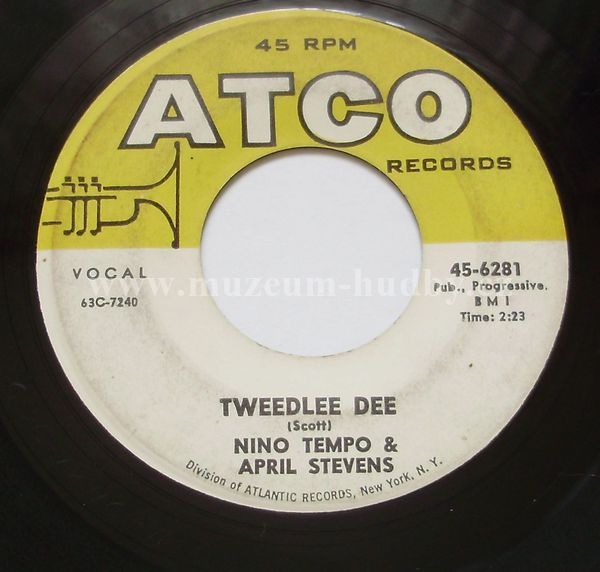 45 RPM
ATCO
RECORDS
VOCAL
63C-7240
45-6281
Pub., Progressive,
BMI
Time: 2:23
www.muzeum-hudby.
TWEEDLEE DEE
(Scott)
NINO TEMPO &
APRIL STEVENS
Division of ATLANTIC RECORDS, New York, N. Y.